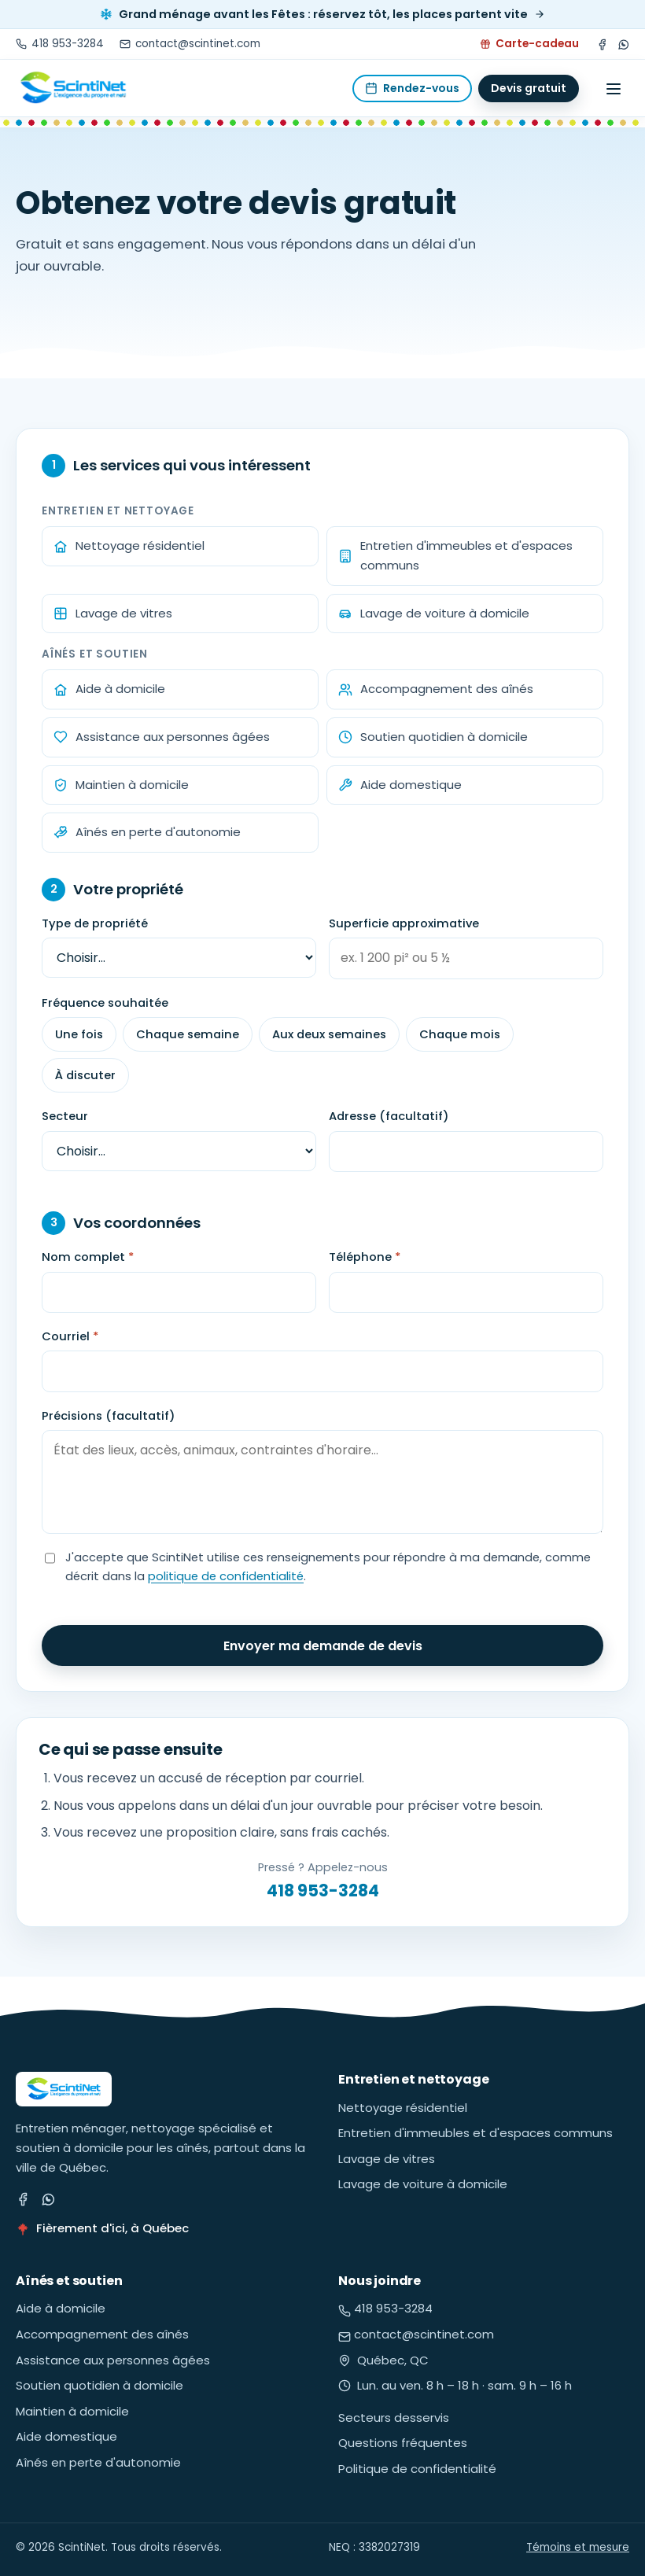 Grand ménage avant les Fêtes : réservez tôt, les places partent vite →
418 953-3284
contact@scintinet.com
Carte-cadeau
ScintiNet
L'exigence du propre et net
Rendez-vous
Devis gratuit
Obtenez votre devis gratuit
Gratuit et sans engagement. Nous vous répondons dans un délai d'un
jour ouvrable.
1
Les services qui vous intéressent
ENTRETIEN ET NETTOYAGE
Nettoyage résidentiel
Entretien d'immeubles et d'espaces
communs
Lavage de vitres
Lavage de voiture à domicile
AÎNÉS ET SOUTIEN
Aide à domicile
Accompagnement des aînés
Assistance aux personnes âgées
Soutien quotidien à domicile
Maintien à domicile
Aide domestique
Aînés en perte d'autonomie
2
Votre propriété
Type de propriété
Superficie approximative
Choisir...
ex. 1 200 pi² ou 5 ½
Fréquence souhaitée
Une fois
Chaque semaine
Aux deux semaines
Chaque mois
À discuter
Secteur
Adresse (facultatif)
Choisir...
3
Vos coordonnées
Nom complet *
Téléphone *
Courriel *
Précisions (facultatif)
État des lieux, accès, animaux, contraintes d'horaire...
J'accepte que ScintiNet utilise ces renseignements pour répondre à ma demande, comme
décrit dans la politique de confidentialité.
Envoyer ma demande de devis
Ce qui se passe ensuite
1. Vous recevez un accusé de réception par courriel.
2. Nous vous appelons dans un délai d'un jour ouvrable pour préciser votre besoin.
3. Vous recevez une proposition claire, sans frais cachés.
Pressé ? Appelez-nous
418 953-3284
ScintiNet
L'exigence du propre et net
Entretien ménager, nettoyage spécialisé et
soutien à domicile pour les aînés, partout dans la
ville de Québec.
Fièrement d'ici, à Québec
Entretien et nettoyage
Nettoyage résidentiel
Entretien d'immeubles et d'espaces communs
Lavage de vitres
Lavage de voiture à domicile
Aînés et soutien
Aide à domicile
Accompagnement des aînés
Assistance aux personnes âgées
Soutien quotidien à domicile
Maintien à domicile
Aide domestique
Aînés en perte d'autonomie
Nous joindre
418 953-3284
contact@scintinet.com
Québec, QC
Lun. au ven. 8 h – 18 h · sam. 9 h – 16 h
Secteurs desservis
Questions fréquentes
Politique de confidentialité
© 2026 ScintiNet. Tous droits réservés.
NEQ : 3382027319
Témoins et mesure